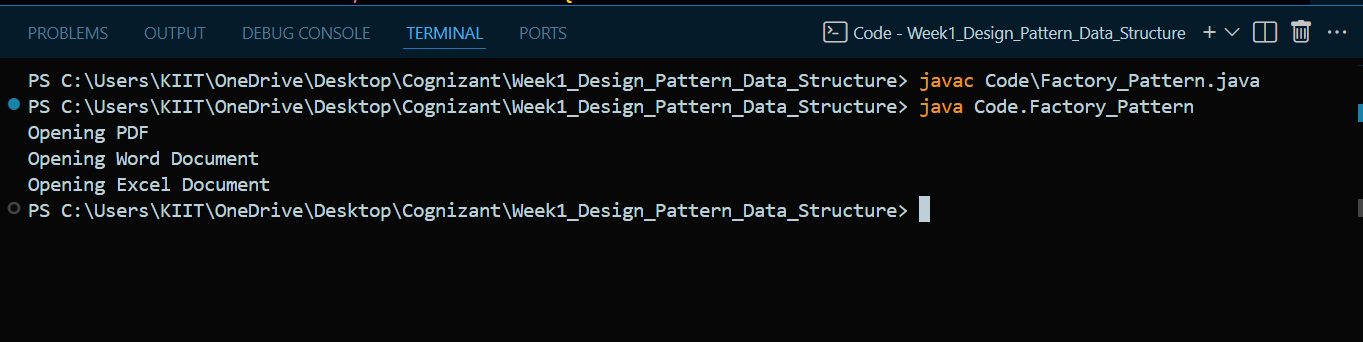 PROBLEMS OUTPUT DEBUG CONSOLE TERMINAL PORTS Code - Week1_Design_Pattern_Data_Structure
PS C:\Users\KIIT\OneDrive\Desktop\Cognizant\Week1_Design_Pattern_Data_Structure> javac Code\Factory_Pattern.java
PS C:\Users\KIIT\OneDrive\Desktop\Cognizant\Week1_Design_Pattern_Data_Structure> java Code.Factory_Pattern
Opening PDF
Opening Word Document
Opening Excel Document
PS C:\Users\KIIT\OneDrive\Desktop\Cognizant\Week1_Design_Pattern_Data_Structure>